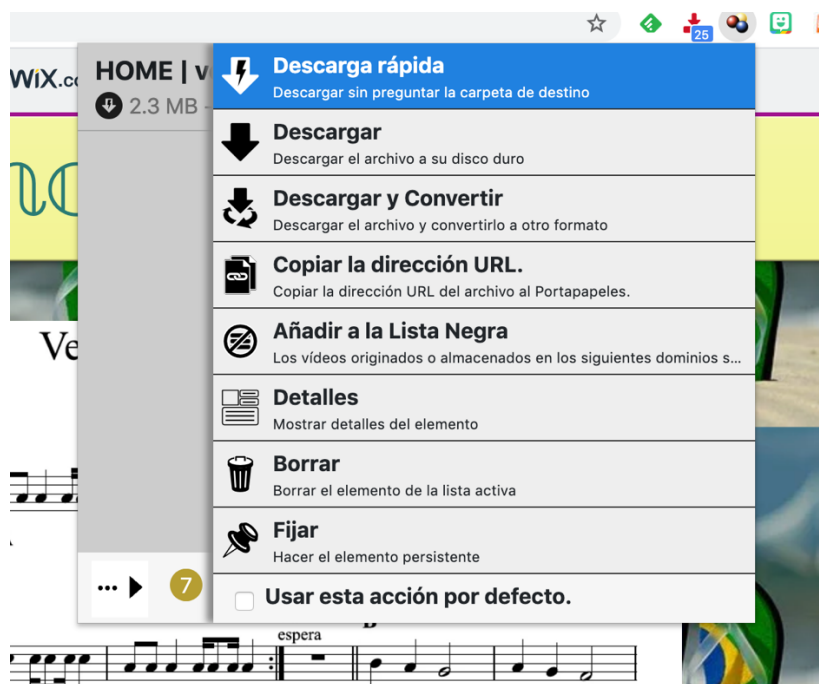 25
WiX.co
HOME | v
2.3 MB -
Descarga rápida
Descargar sin preguntar la carpeta de destino
Descargar
Descargar el archivo a su disco duro
Descargar y Convertir
Descargar el archivo y convertirlo a otro formato
Copiar la dirección URL.
Copiar la dirección URL del archivo al Portapapeles.
Añadir a la Lista Negra
Los vídeos originados o almacenados en los siguientes dominios s...
Detalles
Mostrar detalles del elemento
Borrar
Borrar el elemento de la lista activa
Fijar
Hacer el elemento persistente
... 7
Usar esta acción por defecto.
Ve
espera